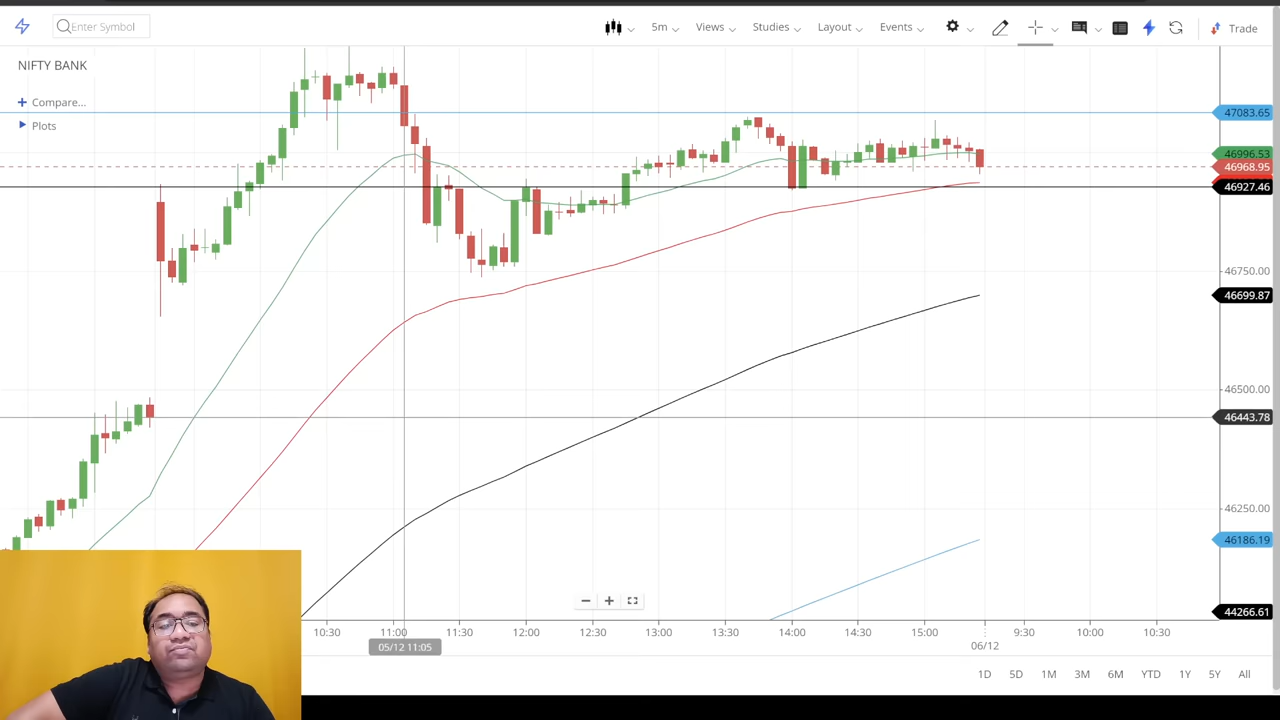 Enter Symbol
5m
Views
Studies
Layout
Events
Trade
NIFTY BANK
Compare...
Plots
47083.65
46996.53
46968.95
46927.46
46750.00
46699.87
46500.00
46443.78
46250.00
46186.19
44266.61
10:30
11:00
11:30
12:00
12:30
13:00
13:30
14:00
14:30
15:00
9:30
10:00
10:30
05/12 11:05
06/12
1D
5D
1M
3M
6M
YTD
1Y
5Y
All